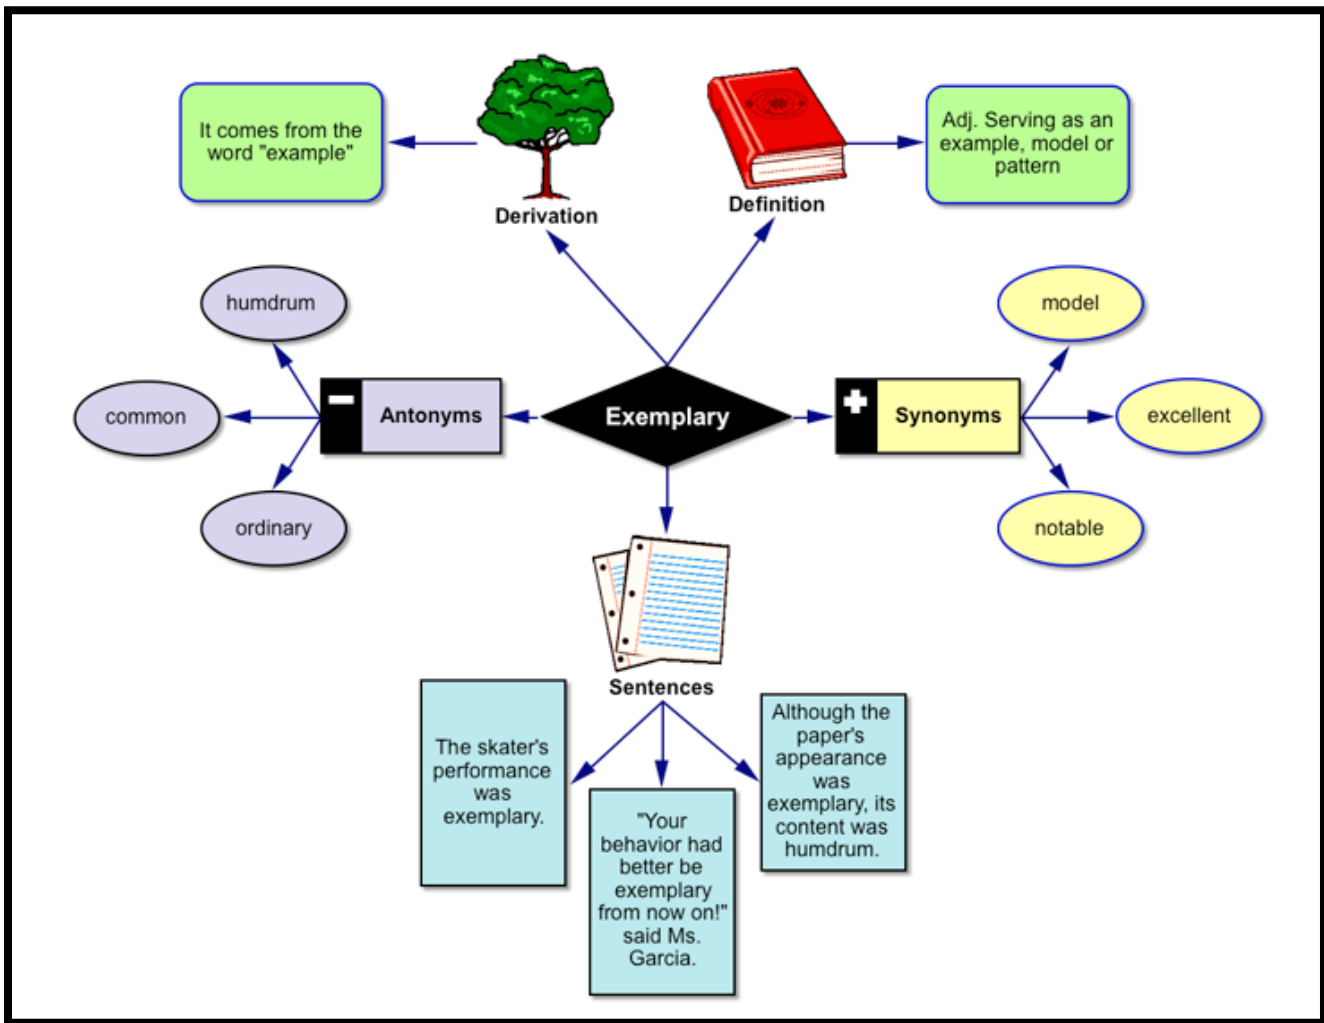 It comes from the
word "example"
Derivation
Definition
Adj. Serving as an
example, model or
pattern
humdrum
common
ordinary
Antonyms
Exemplary
Synonyms
model
excellent
notable
Sentences
The skater's
performance
was
exemplary.
"Your
behavior had
better be
exemplary
from now on!"
said Ms.
Garcia.
Although the
paper's
appearance
was
exemplary, its
content was
humdrum.